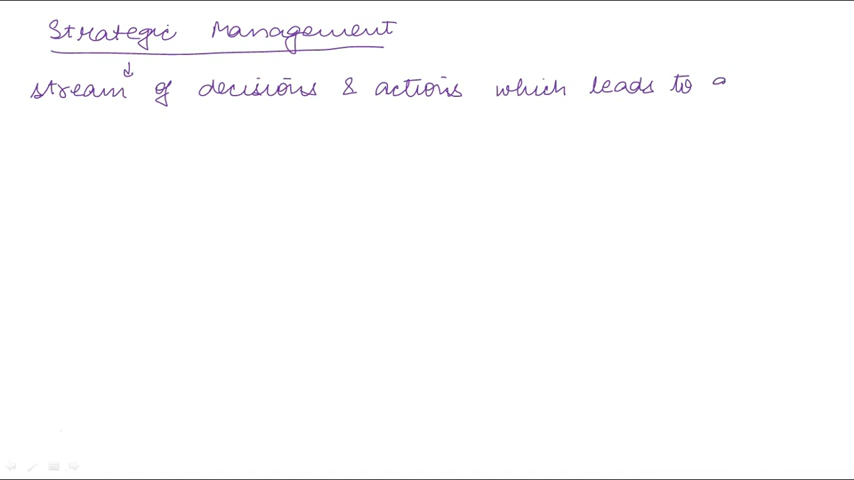 Strategic Management
stream of decisions & actions which leads to